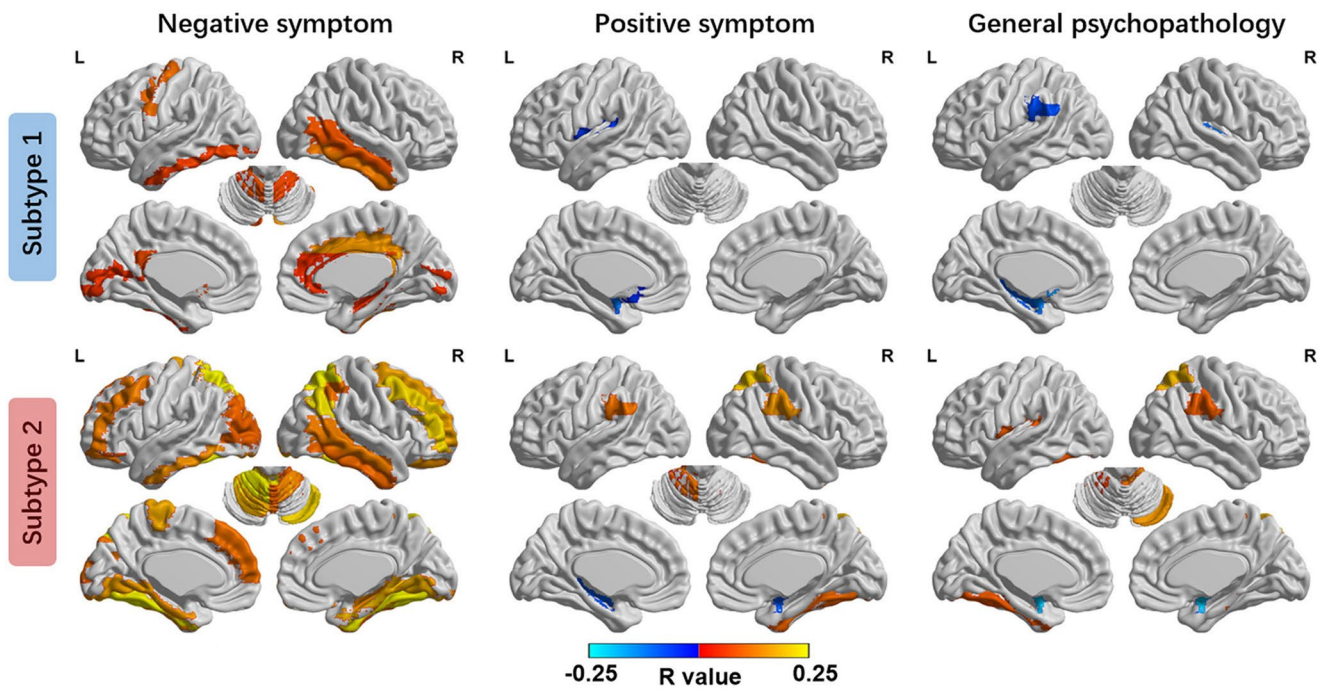 Negative symptom
Positive symptom
General psychopathology
L
R
L
R
L
R
Subtype 1
L
R
L
R
L
R
Subtype 2
-0.25
R value
0.25